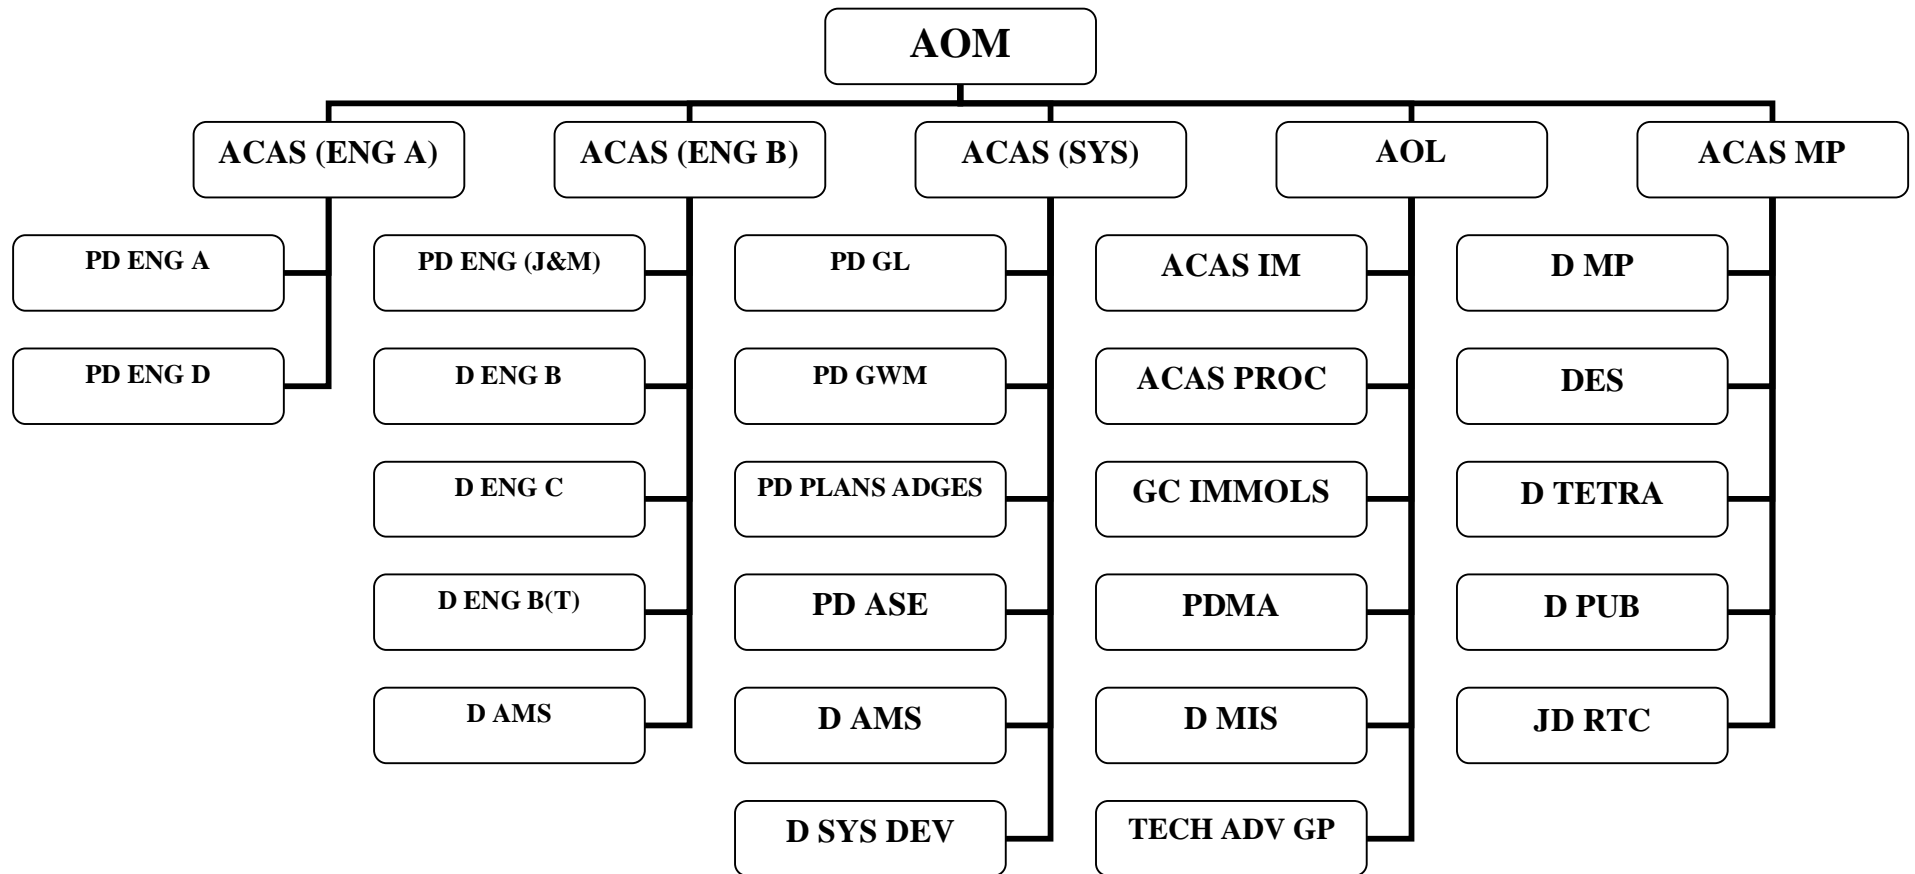 AOM
ACAS (ENG A)
ACAS (ENG B)
ACAS (SYS)
AOL
ACAS MP
PD ENG A
PD ENG (J&M)
PD GL
ACAS IM
D MP
PD ENG D
D ENG B
PD GWM
ACAS PROC
DES
D ENG C
PD PLANS ADGES
GC IMMOLS
D TETRA
D ENG B(T)
PD ASE
PDMA
D PUB
D AMS
D AMS
D MIS
JD RTC
D SYS DEV
TECH ADV GP